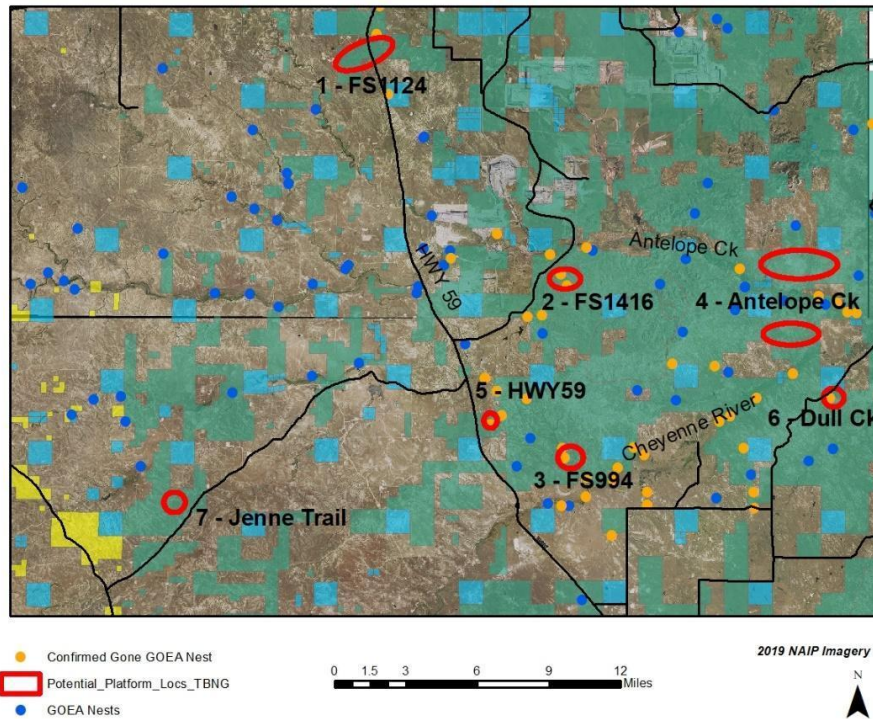 1 - FS1124
Antelope Ck
HWY 59
2 - FS1416
4 - Antelope Ck
5 - HWY59
Cheyenne River
6 - Dull Ck
3 - FS994
7 - Jenne Trail
Confirmed Gone GOEA Nest
Potential_Platform_Locs_TBNG
GOEA Nests
0 1.5 3 6 9 12
Miles
2019 NAIP Imagery
N